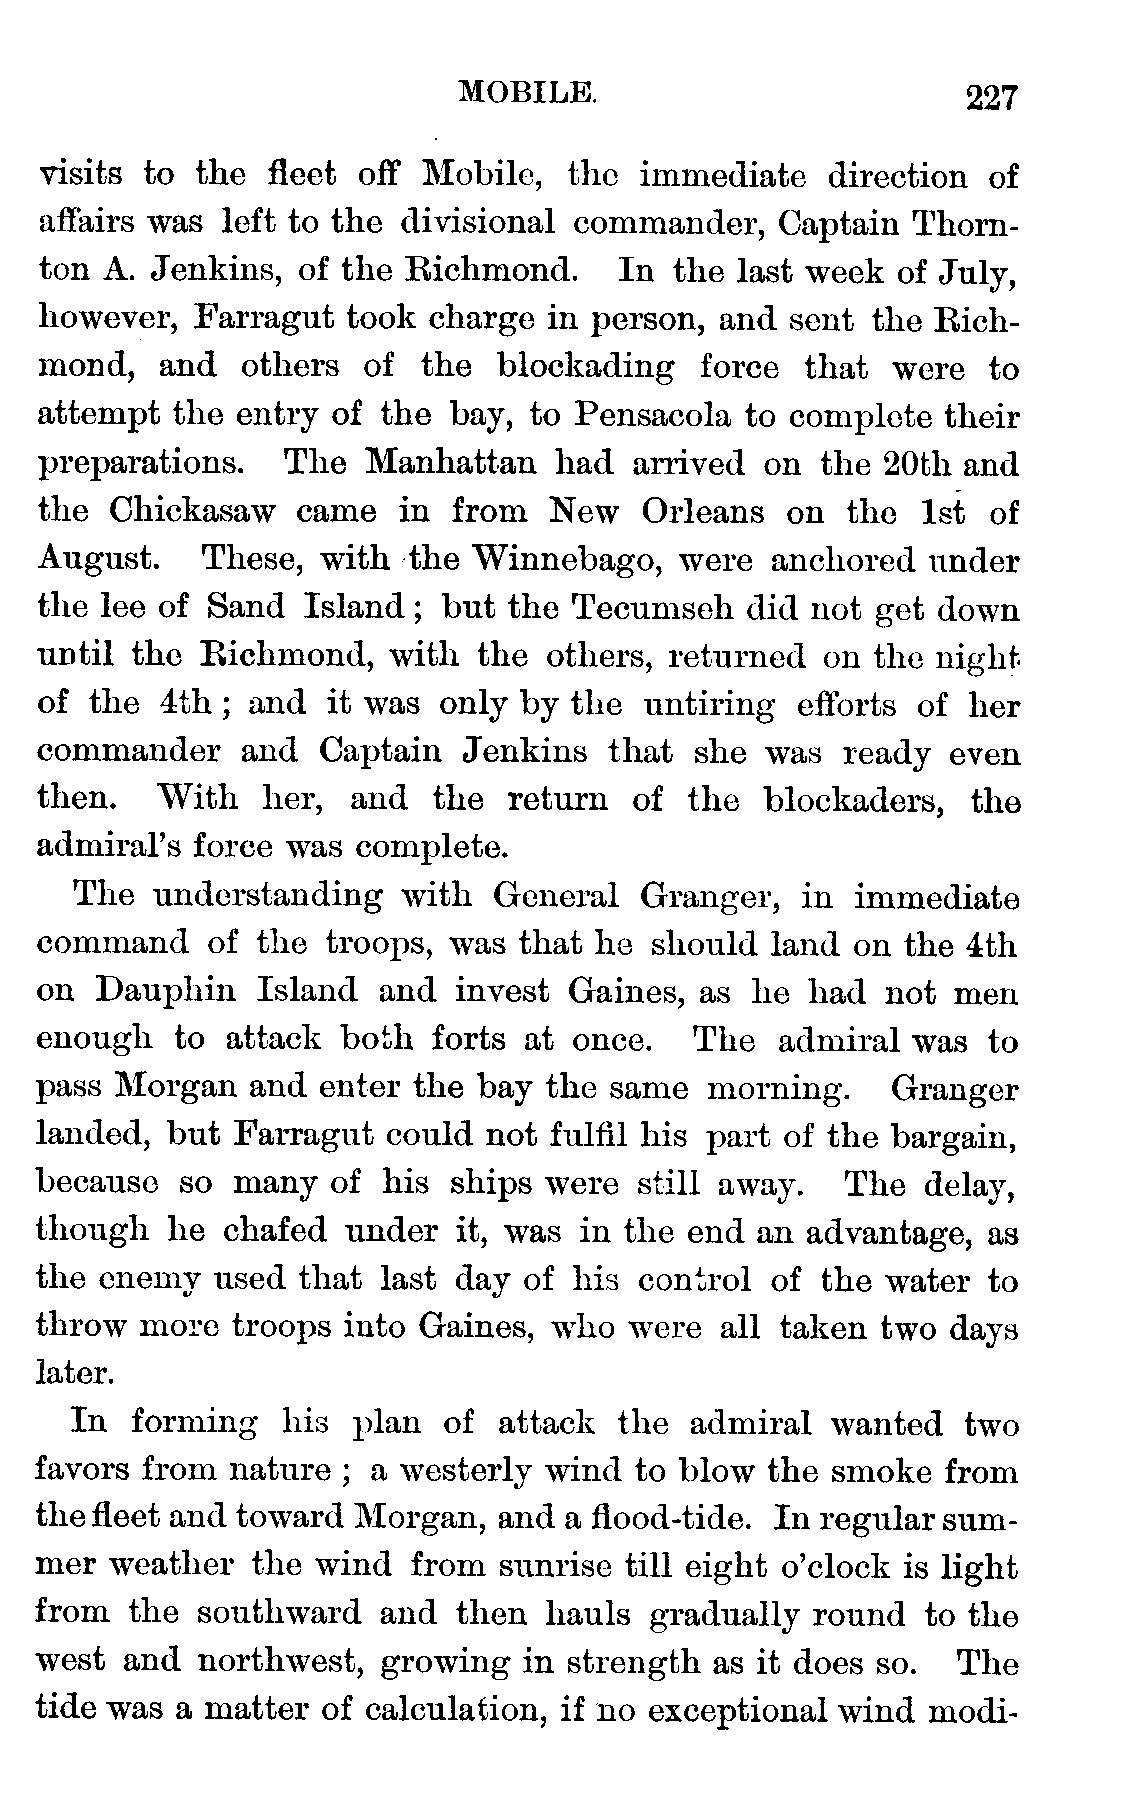 MOBILE. 227
visits to the fleet off Mobile, the immediate direction of
affairs was left to the divisional commander, Captain Thorn-
ton A. Jenkins, of the Richmond. In the last week of July,
however, Farragut took charge in person, and sent the Rich-
mond, and others of the blockading force that were to
attempt the entry of the bay, to Pensacola to complete their
preparations. The Manhattan had arrived on the 20th and
the Chickasaw came in from New Orleans on the 1st of
August. These, with the Winnebago, were anchored under
the lee of Sand Island ; but the Tecumseh did not get down
until the Richmond, with the others, returned on the night
of the 4th ; and it was only by the untiring efforts of her
commander and Captain Jenkins that she was ready even
then. With her, and the return of the blockaders, the
admiral's force was complete.
The understanding with General Granger, in immediate
command of the troops, was that he should land on the 4th
on Dauphin Island and invest Gaines, as he had not men
enough to attack both forts at once. The admiral was to
pass Morgan and enter the bay the same morning. Granger
landed, but Farragut could not fulfil his part of the bargain,
because so many of his ships were still away. The delay,
though he chafed under it, was in the end an advantage, as
the enemy used that last day of his control of the water to
throw more troops into Gaines, who were all taken two days
later.
In forming his plan of attack the admiral wanted two
favors from nature ; a westerly wind to blow the smoke from
the fleet and toward Morgan, and a flood-tide. In regular sum-
mer weather the wind from sunrise till eight o'clock is light
from the southward and then hauls gradually round to the
west and northwest, growing in strength as it does so. The
tide was a matter of calculation, if no exceptional wind modi-